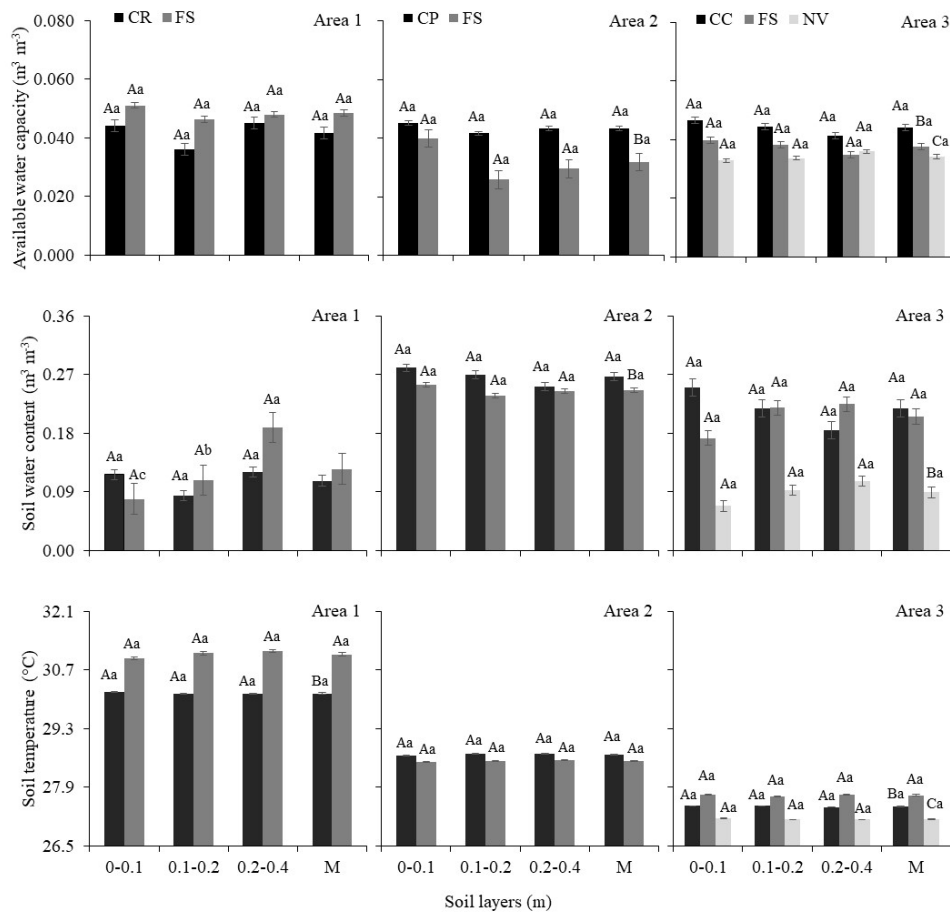 CR FS Area 1
CP FS Area 2
CC FS NV Area 3
Available water capacity (m³ m⁻³)
0.080
0.060
0.040
0.020
0.000
Aa Aa Aa Aa Aa Aa Aa Aa
Aa Aa Aa Aa Aa Aa Aa Ba
Aa Aa Aa Aa Aa Aa Aa Aa Aa Ba Ca
Area 1
Area 2
Area 3
Soil water content (m³ m⁻³)
0.36
0.27
0.18
0.09
0.00
Aa Ac Aa Ab Aa Aa
Aa Aa Aa Aa Aa Aa Aa Ba
Aa Aa Aa Aa Aa Aa Aa Aa Aa Aa Aa Ba
Area 1
Area 2
Area 3
Soil temperature (°C)
32.1
30.7
29.3
27.9
26.5
Aa Aa Aa Aa Aa Aa Ba Aa
Aa Aa Aa Aa Aa Aa Aa Aa
Aa Aa Aa Aa Aa Aa Aa Aa Aa Ba Aa Ca
0-0.1 0.1-0.2 0.2-0.4 M
0-0.1 0.1-0.2 0.2-0.4 M
0-0.1 0.1-0.2 0.2-0.4 M
Soil layers (m)